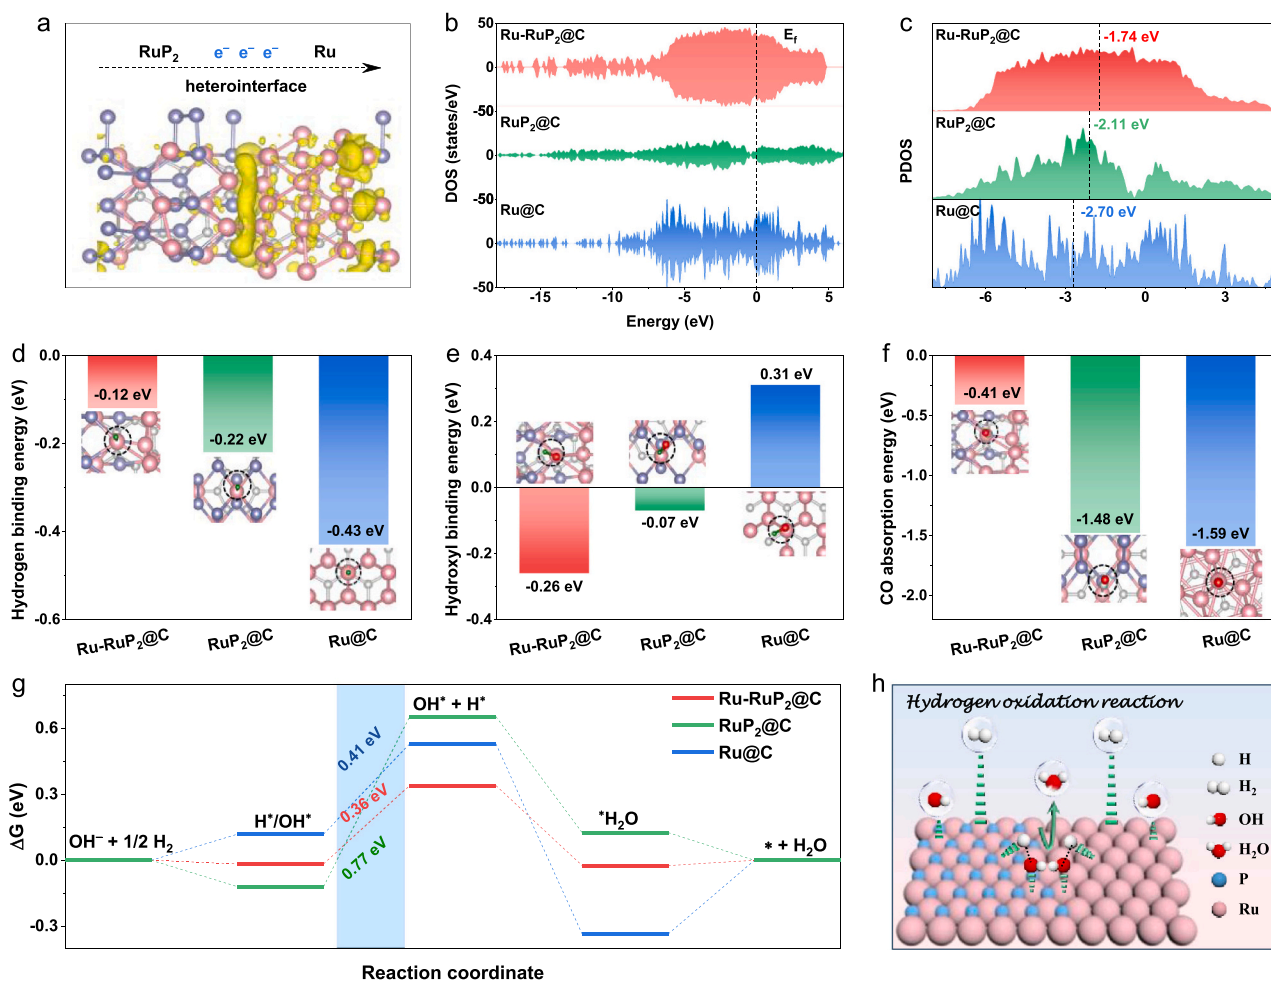 a
RuP₂ e⁻ e⁻ e⁻ Ru
heterointerface
b
DOS (states/eV)
50
0
-50
50
0
-50
50
0
-50
Ru-RuP₂@C
E_f
RuP₂@C
Ru@C
-15 -10 -5 0 5
Energy (eV)
c
PDOS
Ru-RuP₂@C
-1.74 eV
RuP₂@C
-2.11 eV
Ru@C
-2.70 eV
-6 -3 0 3
d
Hydrogen binding energy (eV)
0.0
-0.2
-0.4
-0.6
-0.12 eV
-0.22 eV
-0.43 eV
Ru-RuP₂@C RuP₂@C Ru@C
e
Hydroxyl binding energy (eV)
0.4
0.2
0.0
-0.2
-0.4
0.31 eV
-0.07 eV
-0.26 eV
Ru-RuP₂@C RuP₂@C Ru@C
f
CO absorption energy (eV)
0.0
-0.5
-1.0
-1.5
-2.0
-0.41 eV
-1.48 eV
-1.59 eV
Ru-RuP₂@C RuP₂@C Ru@C
g
ΔG (eV)
0.6
0.3
0.0
-0.3
OH⁻ + 1/2 H₂
H*/OH*
0.41 eV
0.36 eV
0.77 eV
OH* + H*
*H₂O
* + H₂O
Ru-RuP₂@C
RuP₂@C
Ru@C
Reaction coordinate
h
Hydrogen oxidation reaction
H
H₂
OH
H₂O
P
Ru